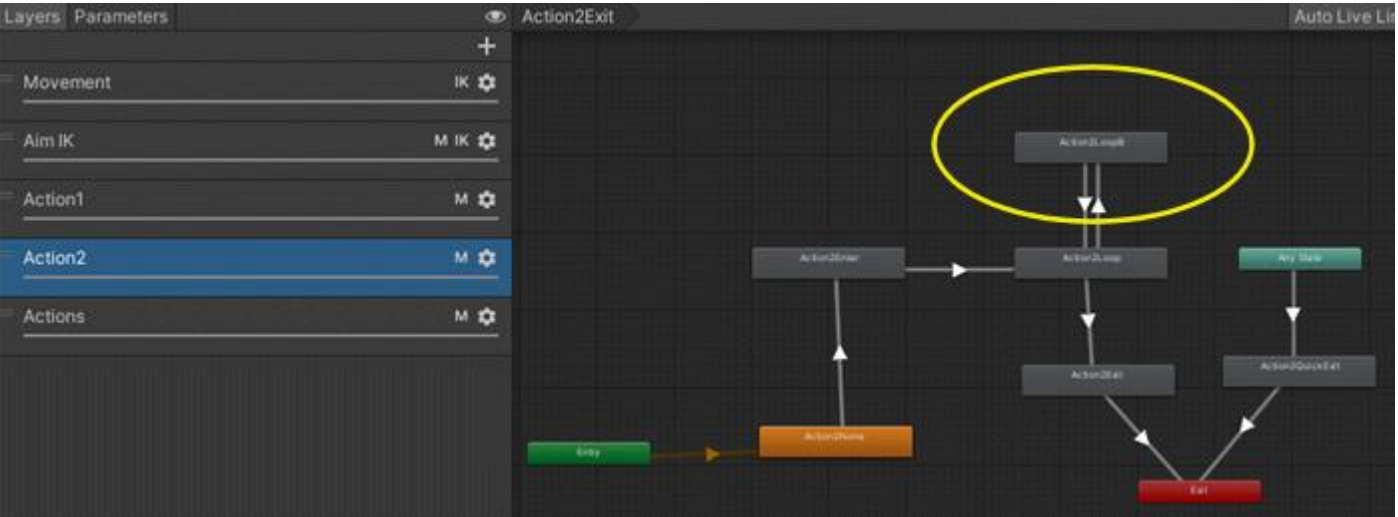 Layers Parameters
Action2Exit
Auto Live Lin
Movement IK
Aim IK M IK
Action1 M
Action2 M
Actions M
Action2LoopB
Action2Enter
Action2Loop
Any State
Action2Exit
Action2QuickExit
Action2None
Entry
Exit